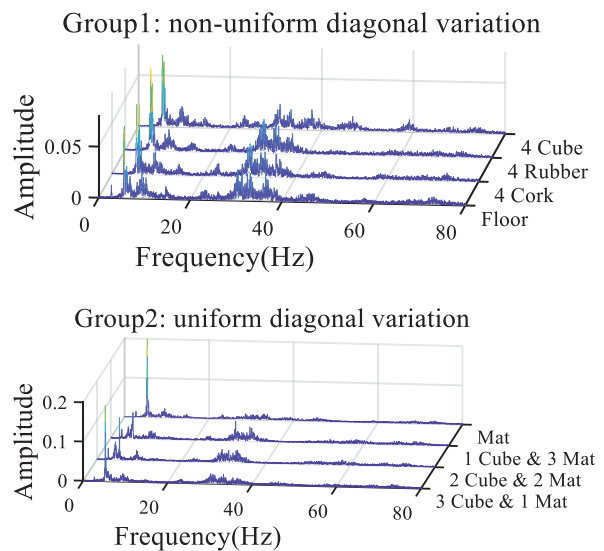 Group1: non-uniform diagonal variation
Amplitude
0.05
0
0
20
40
60
80
4 Cube
4 Rubber
4 Cork
Floor
Frequency(Hz)
Group2: uniform diagonal variation
Amplitude
0.2
0.1
0
0
20
40
60
80
Mat
1 Cube & 3 Mat
2 Cube & 2 Mat
3 Cube & 1 Mat
Frequency(Hz)